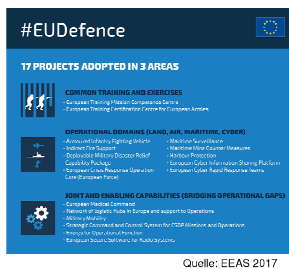 #EUDefence
17 PROJECTS ADOPTED IN 3 AREAS
COMMON TRAINING AND EXERCISES
- European Training Mission Competence Centre
- European Training Certification Centre for European Armies
OPERATIONAL DOMAINS (LAND, AIR, MARITIME, CYBER)
- Armoured Infantry Fighting Vehicle
- Indirect Fire Support
- Deployable Military Disaster Relief
Capability Package
- European Crisis Response Operation
Core (European Force)
- Maritime Surveillance
- Maritime Mine Counter Measures
- Harbour Protection
- European Cyber Information Sharing Platform
- European Cyber Rapid Response Teams
JOINT AND ENABLING CAPABILITIES (BRIDGING OPERATIONAL GAPS)
- European Medical Command
- Network of logistic Hubs in Europe and support to Operations
- Military Mobility
- Strategic Command and Control System for CSDP Missions and Operations
- Energy for Operational Function
- European Secure Software for Radio Systems
Quelle: EEAS 2017